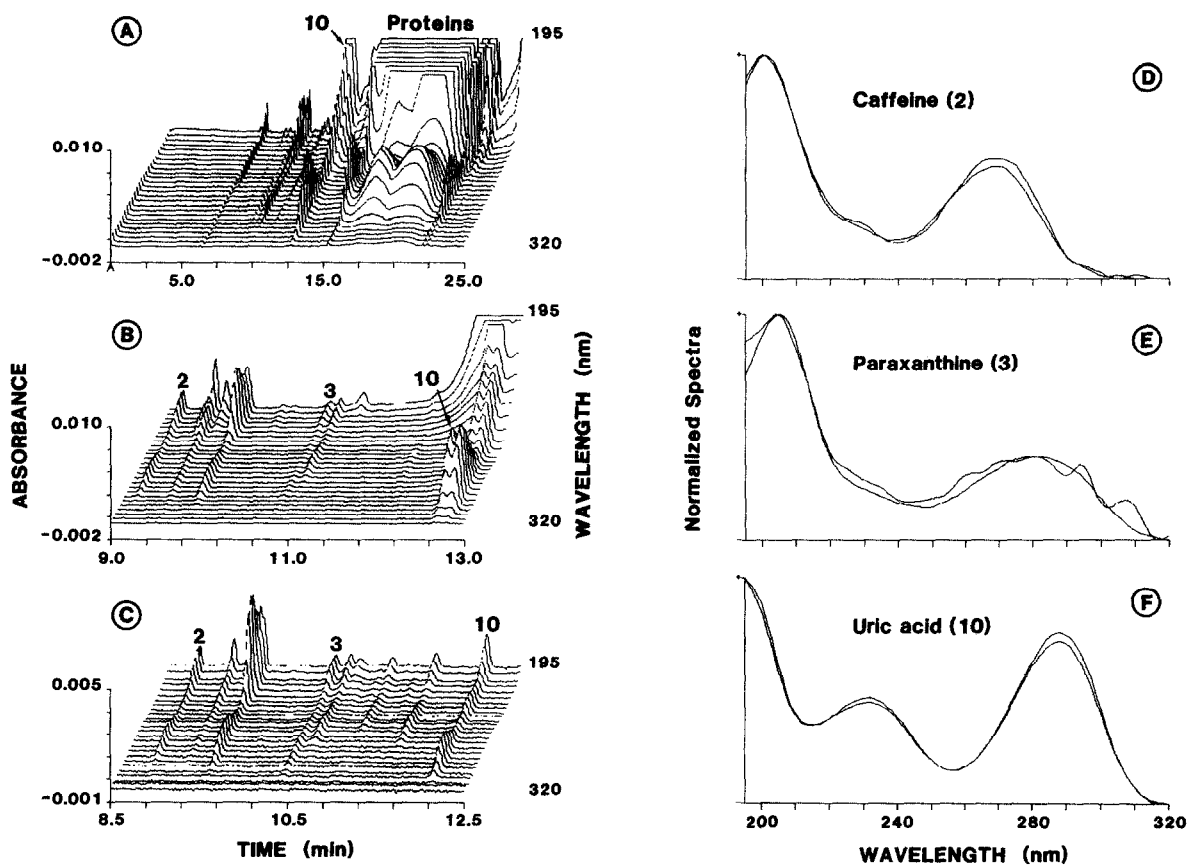 A
10
Proteins
195
0.010
-0.002
320
5.0 15.0 25.0
B
2
3
10
195
0.010
-0.002
320
9.0 11.0 13.0
C
2
3
10
195
0.005
-0.001
320
8.5 10.5 12.5
ABSORBANCE
TIME (min)
WAVELENGTH (nm)
D
Caffeine (2)
E
Paraxanthine (3)
F
Uric acid (10)
Normalized Spectra
200 240 280 320
WAVELENGTH (nm)